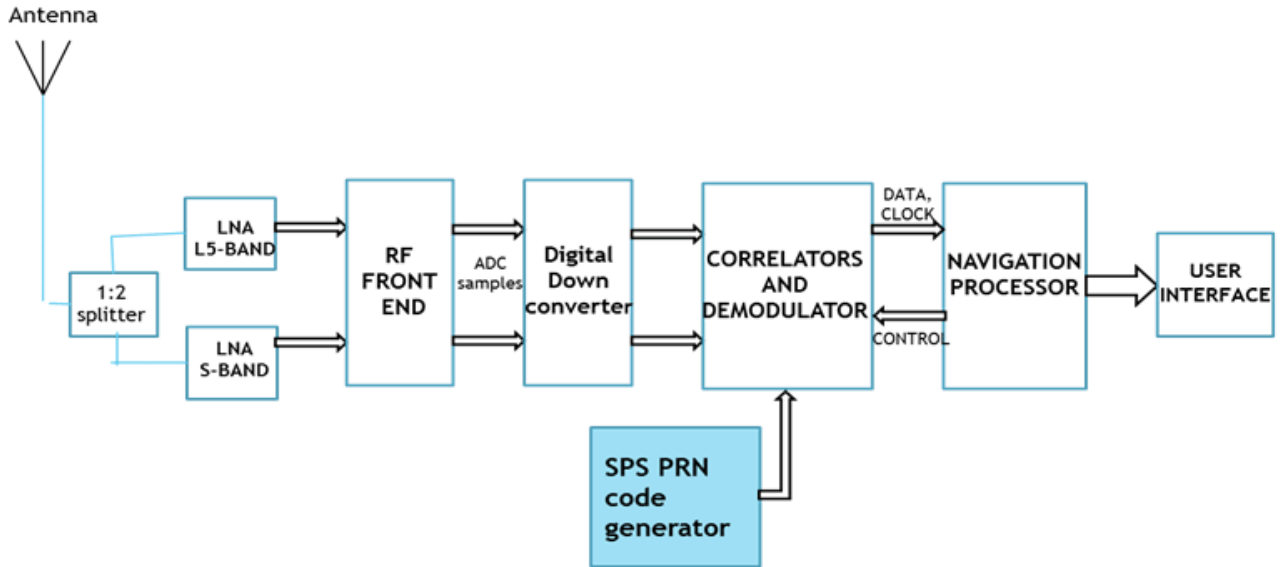 Antenna
LNA
L5-BAND
1:2
splitter
LNA
S-BAND
RF
FRONT
END
ADC
samples
Digital
Down
converter
CORRELATORS
AND
DEMODULATOR
DATA,
CLOCK
CONTROL
NAVIGATION
PROCESSOR
USER
INTERFACE
SPS PRN
code
generator